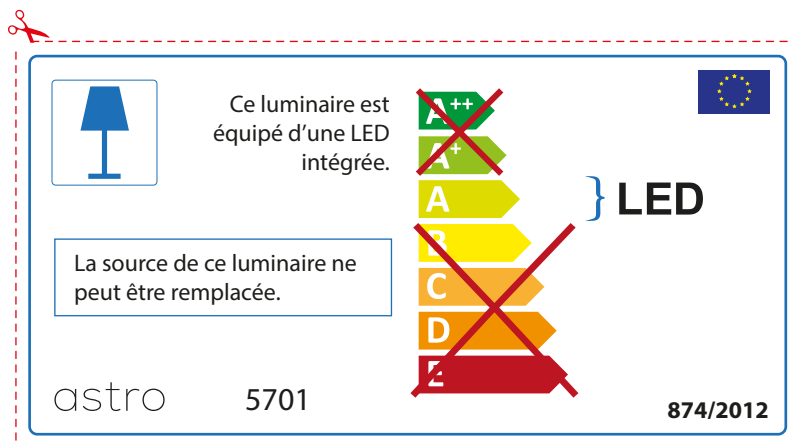 Ce luminaire est
équipé d’une LED
intégrée.
A++
A+
A
B
C
D
E
LED
La source de ce luminaire ne
peut être remplacée.
astro
5701
874/2012